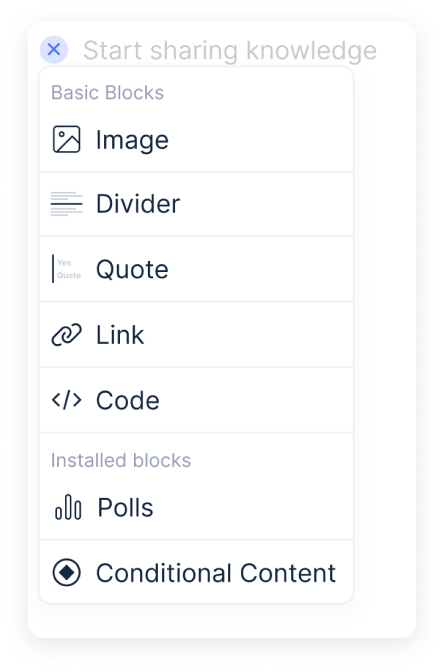 Start sharing knowledge
Basic Blocks
Image
Divider
Yes
Quote
Quote
Link
Code
Installed blocks
Polls
Conditional Content